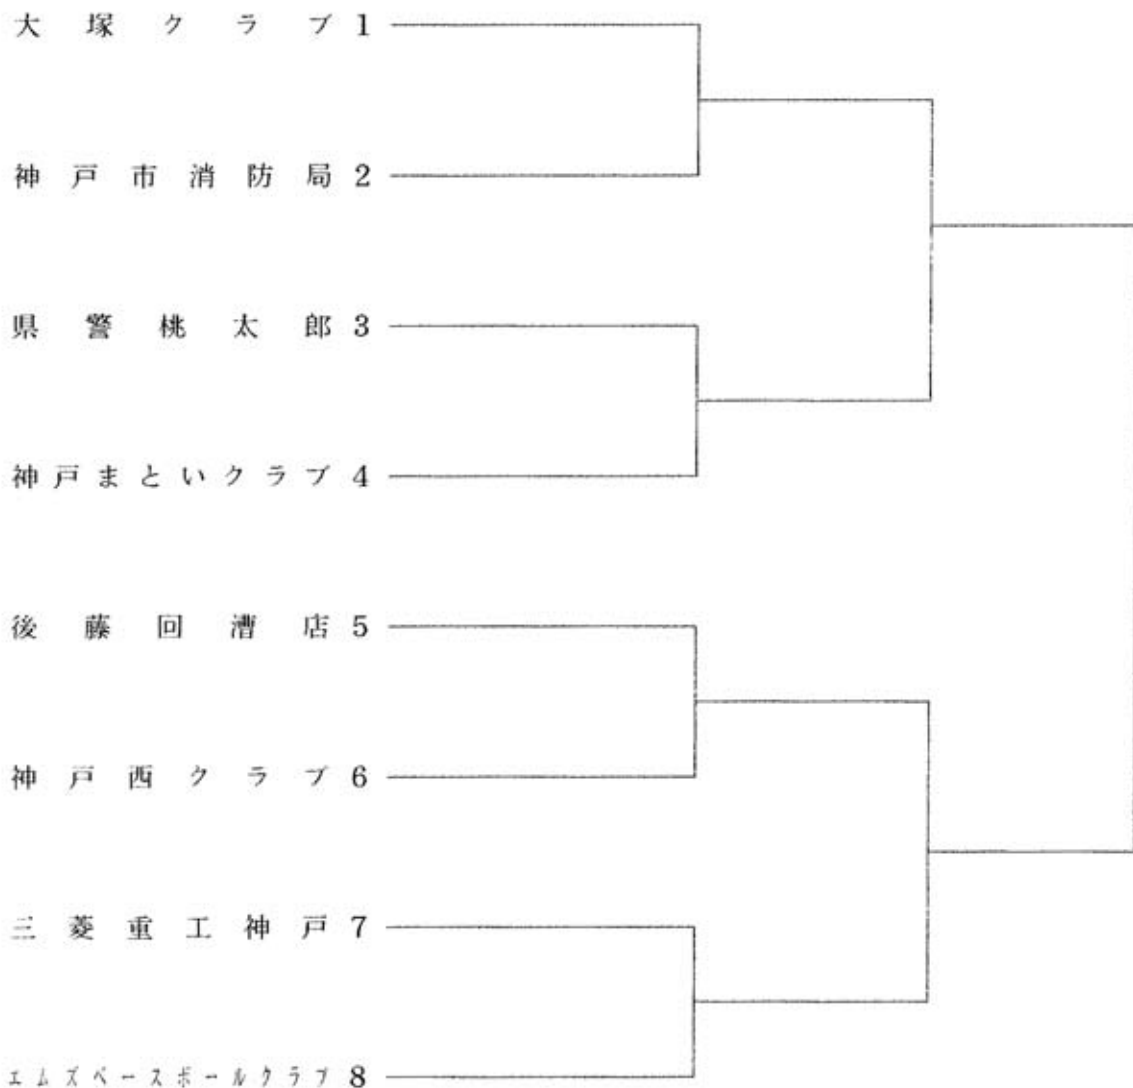 大塚クラブ 1
神戸市消防局 2
県警桃太郎 3
神戸まといクラブ 4
後藤回漕店 5
神戸西クラブ 6
三菱重工神戸 7
エムズベースボールクラブ 8